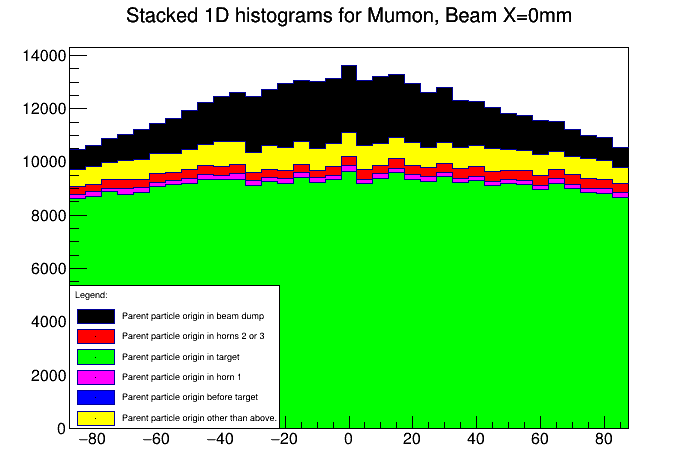 Stacked 1D histograms for Mumon, Beam X=0mm
14000
12000
10000
8000
6000
4000
2000
0
Legend:
Parent particle origin in beam dump
Parent particle origin in horns 2 or 3
Parent particle origin in target
Parent particle origin in horn 1
Parent particle origin before target
Parent particle origin other than above.
−80 −60 −40 −20 0 20 40 60 80